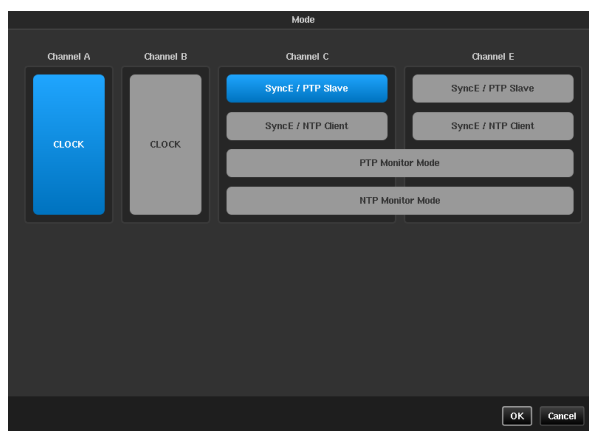 Mode
Channel A
Channel B
Channel C
Channel E
CLOCK
CLOCK
SyncE / PTP Slave
SyncE / PTP Slave
SyncE / NTP Client
SyncE / NTP Client
PTP Monitor Mode
NTP Monitor Mode
OK
Cancel